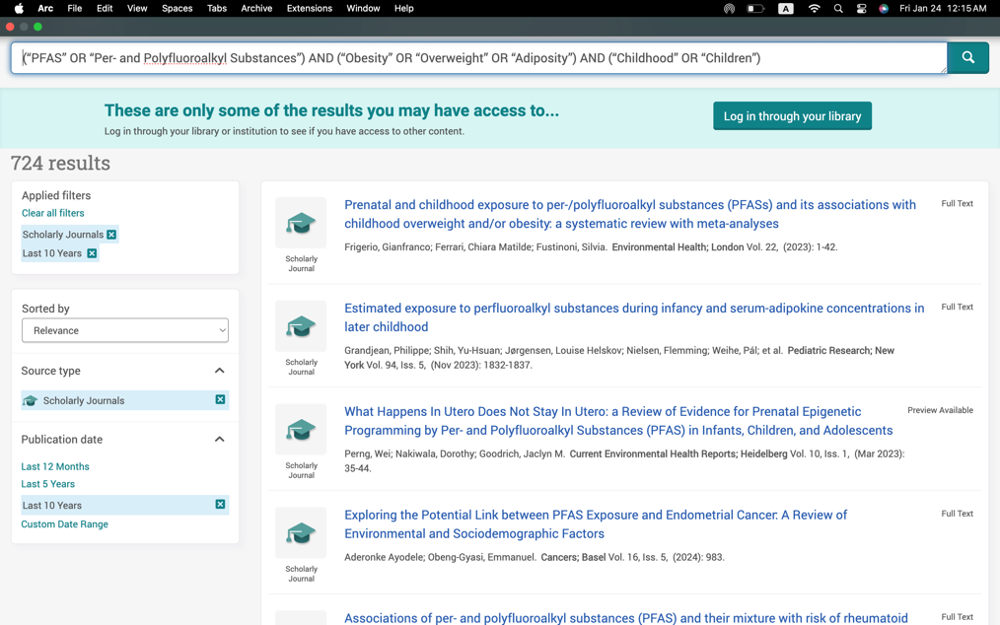 Arc File Edit View Spaces Tabs Archive Extensions Window Help A Fri Jan 24 12:15 AM
(“PFAS” OR “Per- and Polyfluoroalkyl Substances”) AND (“Obesity” OR “Overweight” OR “Adiposity”) AND (“Childhood” OR “Children”)
These are only some of the results you may have access to...
Log in through your library or institution to see if you have access to other content.
Log in through your library
724 results
Applied filters
Clear all filters
Scholarly Journals
Last 10 Years
Sorted by
Relevance
Source type
Scholarly Journals
Publication date
Last 12 Months
Last 5 Years
Last 10 Years
Custom Date Range
Scholarly
Journal
Prenatal and childhood exposure to per-/polyfluoroalkyl substances (PFASs) and its associations with
childhood overweight and/or obesity: a systematic review with meta-analyses
Frigerio, Gianfranco; Ferrari, Chiara Matilde; Fustinoni, Silvia. Environmental Health; London Vol. 22, (2023): 1-42.
Full Text
Scholarly
Journal
Estimated exposure to perfluoroalkyl substances during infancy and serum-adipokine concentrations in
later childhood
Grandjean, Philippe; Shih, Yu-Hsuan; Jørgensen, Louise Helskov; Nielsen, Flemming; Weihe, Pál; et al. Pediatric Research; New
York Vol. 94, Iss. 5, (Nov 2023): 1832-1837.
Full Text
Scholarly
Journal
What Happens In Utero Does Not Stay In Utero: a Review of Evidence for Prenatal Epigenetic
Programming by Per- and Polyfluoroalkyl Substances (PFAS) in Infants, Children, and Adolescents
Perng, Wei; Nakiwala, Dorothy; Goodrich, Jaclyn M. Current Environmental Health Reports; Heidelberg Vol. 10, Iss. 1, (Mar 2023):
35-44.
Preview Available
Scholarly
Journal
Exploring the Potential Link between PFAS Exposure and Endometrial Cancer: A Review of
Environmental and Sociodemographic Factors
Aderonke Ayodele; Obeng-Gyasi, Emmanuel. Cancers; Basel Vol. 16, Iss. 5, (2024): 983.
Full Text
Associations of per- and polyfluoroalkyl substances (PFAS) and their mixture with risk of rheumatoid
Full Text